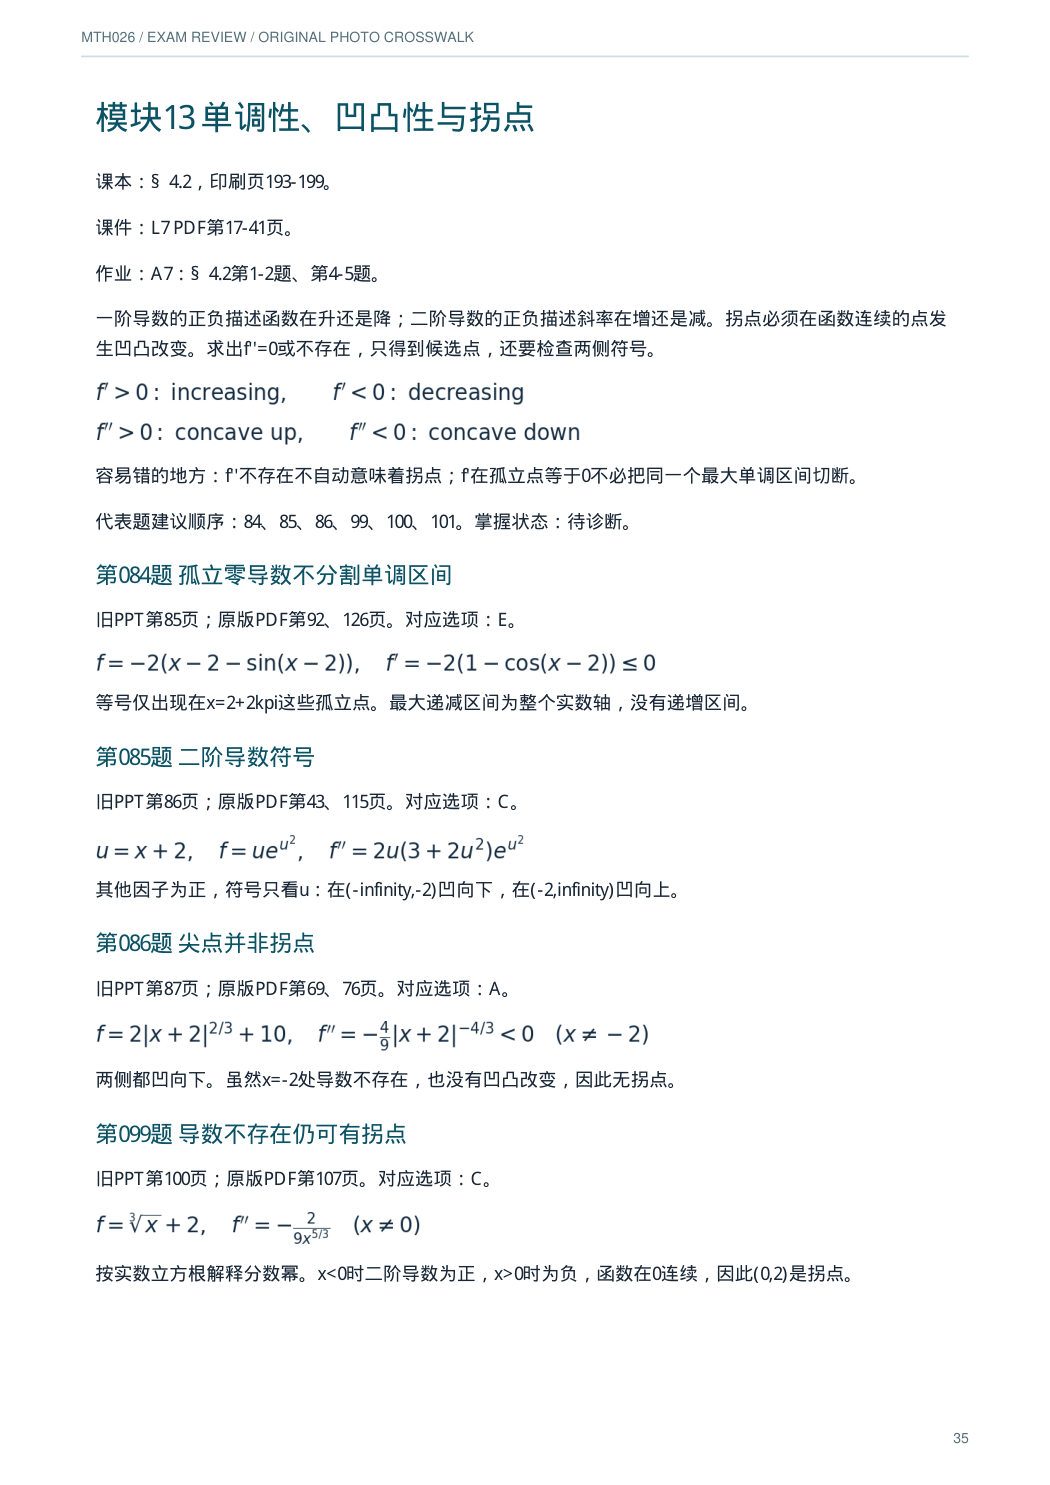 MTH026 / EXAM REVIEW / ORIGINAL PHOTO CROSSWALK
模块13 单调性、凹凸性与拐点
课本：§ 4.2，印刷页193-199。
课件：L7 PDF第17-41页。
作业：A7：§ 4.2第1-2题、第4-5题。
一阶导数的正负描述函数在升还是降；二阶导数的正负描述斜率在增还是减。拐点必须在函数连续的点发
生凹凸改变。求出f''=0或不存在，只得到候选点，还要检查两侧符号。
f′ > 0 : increasing, f′ < 0 : decreasing
f″ > 0 : concave up, f″ < 0 : concave down
容易错的地方：f''不存在不自动意味着拐点；f'在孤立点等于0不必把同一个最大单调区间切断。
代表题建议顺序：84、85、86、99、100、101。掌握状态：待诊断。
第084题 孤立零导数不分割单调区间
旧PPT第85页；原版PDF第92、126页。对应选项：E。
f = −2(x − 2 − sin(x − 2)), f′ = −2(1 − cos(x − 2)) ≤ 0
等号仅出现在x=2+2kpi这些孤立点。最大递减区间为整个实数轴，没有递增区间。
第085题 二阶导数符号
旧PPT第86页；原版PDF第43、115页。对应选项：C。
u = x + 2, f = ue^{u^2}, f″ = 2u(3 + 2u^2)e^{u^2}
其他因子为正，符号只看u：在(-infinity,-2)凹向下，在(-2,infinity)凹向上。
第086题 尖点并非拐点
旧PPT第87页；原版PDF第69、76页。对应选项：A。
f = 2|x + 2|^{2/3} + 10, f″ = −\frac{4}{9}|x + 2|^{−4/3} < 0 (x ≠ − 2)
两侧都凹向下。虽然x=-2处导数不存在，也没有凹凸改变，因此无拐点。
第099题 导数不存在仍可有拐点
旧PPT第100页；原版PDF第107页。对应选项：C。
f = \sqrt[3]{x} + 2, f″ = −\frac{2}{9x^{5/3}} (x ≠ 0)
按实数立方根解释分数幂。x<0时二阶导数为正，x>0时为负，函数在0连续，因此(0,2)是拐点。
35